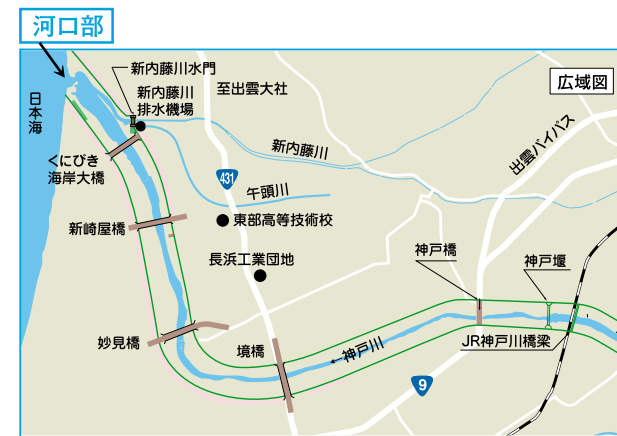 河口部
広域図
新内藤川水門
新内藤川
排水機場
至出雲大社
日本海
出雲バイパス
新内藤川
くにびき
海岸大橋
431
午頭川
東部高等技術校
新崎屋橋
長浜工業団地
神戸橋
神戸堰
妙見橋
境橋
神戸川
JR神戸川橋梁
9